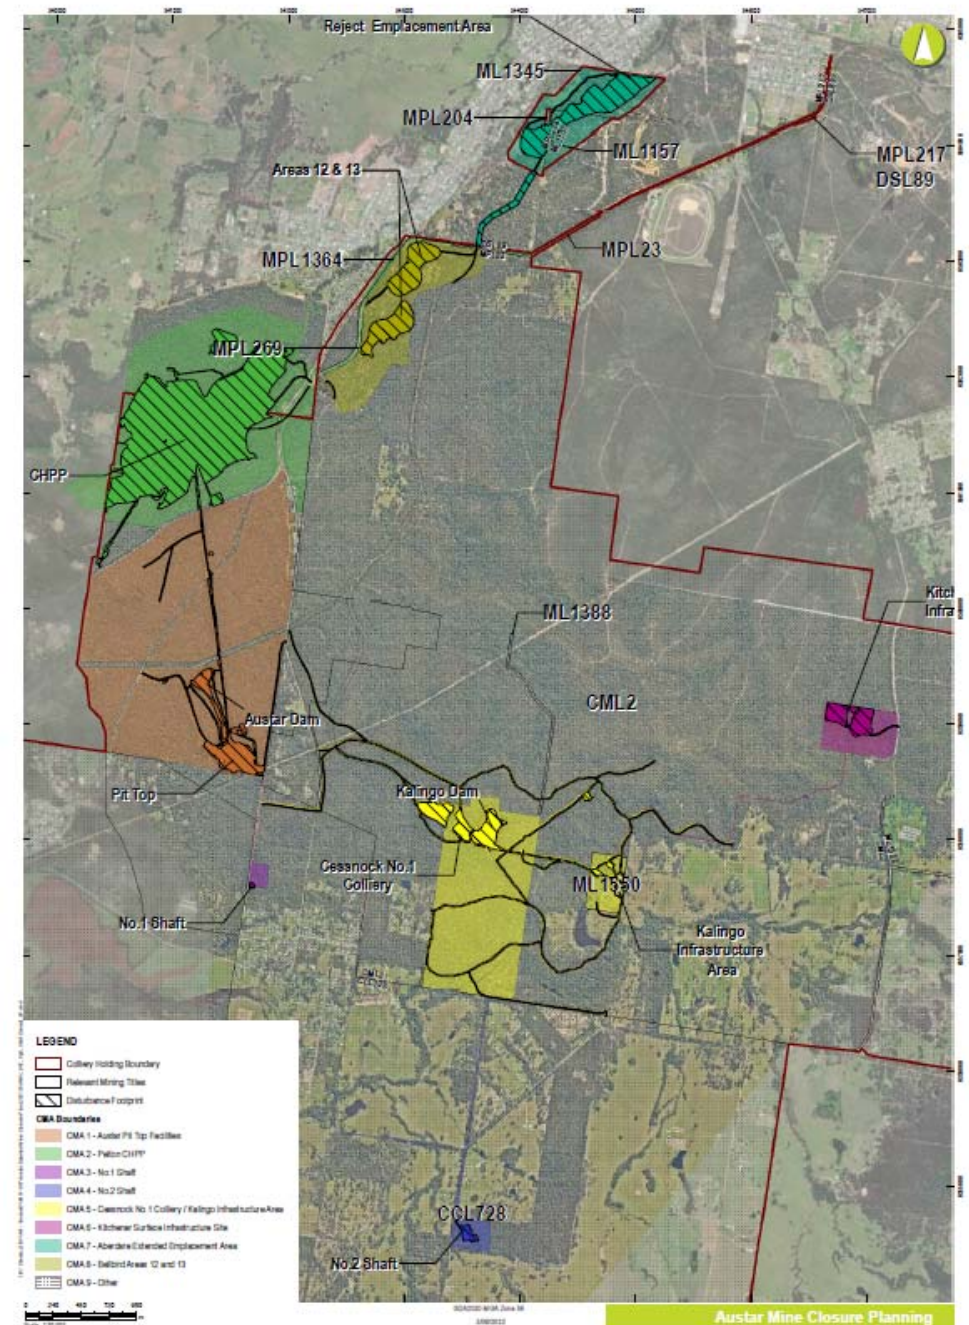 Reject Emplacement Area
ML1345
MPL204
ML1157
MPL217
DSL89
Areas 12 & 13
MPL1364
MPL23
MPL269
CHPP
ML1388
Kitch
Infra
CML2
Austar Dam
Pit Top
Kalingo Dam
Cessnock No.1
Colliery
ML1550
No.1 Shaft
Kalingo
Infrastructure
Area
LEGEND
Colliery Holding Boundary
Relevant Mining Titles
Disturbance Footprint
CMA Boundaries
CMA 1 - Austar Pit Top Facilities
CMA 2 - Pelton CHPP
CMA 3 - No.1 Shaft
CMA 4 - No.2 Shaft
CMA 5 - Cessnock No.1 Colliery / Kalingo Infrastructure Area
CMA 6 - Kitchener Surface Infrastructure Site
CMA 7 - Aberdare Extended Emplacement Area
CMA 8 - Bellbird Areas 12 and 13
CMA 9 - Other
CCL728
No.2 Shaft
Austar Mine Closure Planning